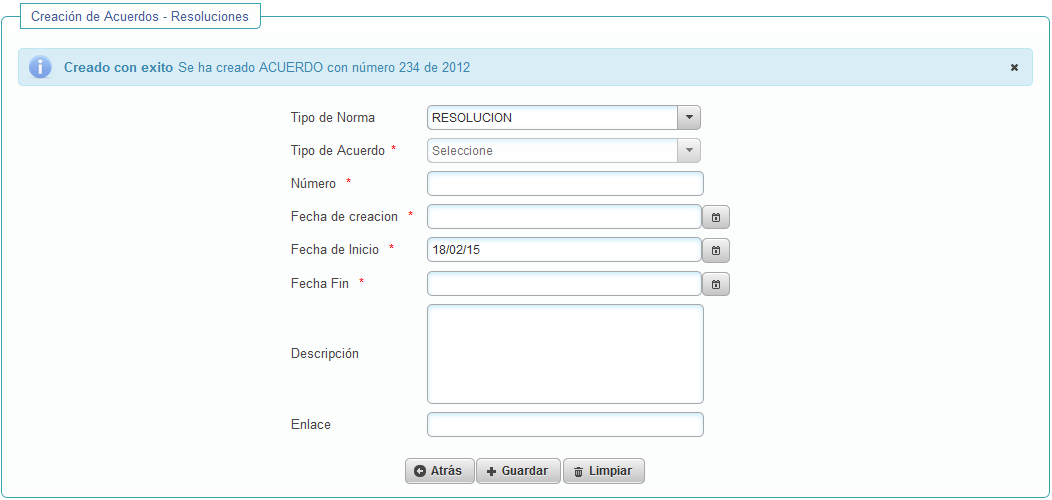 Creación de Acuerdos - Resoluciones
Creado con exito Se ha creado ACUERDO con número 234 de 2012
Tipo de Norma RESOLUCION
Tipo de Acuerdo * Seleccione
Número *
Fecha de creacion *
Fecha de Inicio * 18/02/15
Fecha Fin *
Descripción
Enlace
Atrás Guardar Limpiar